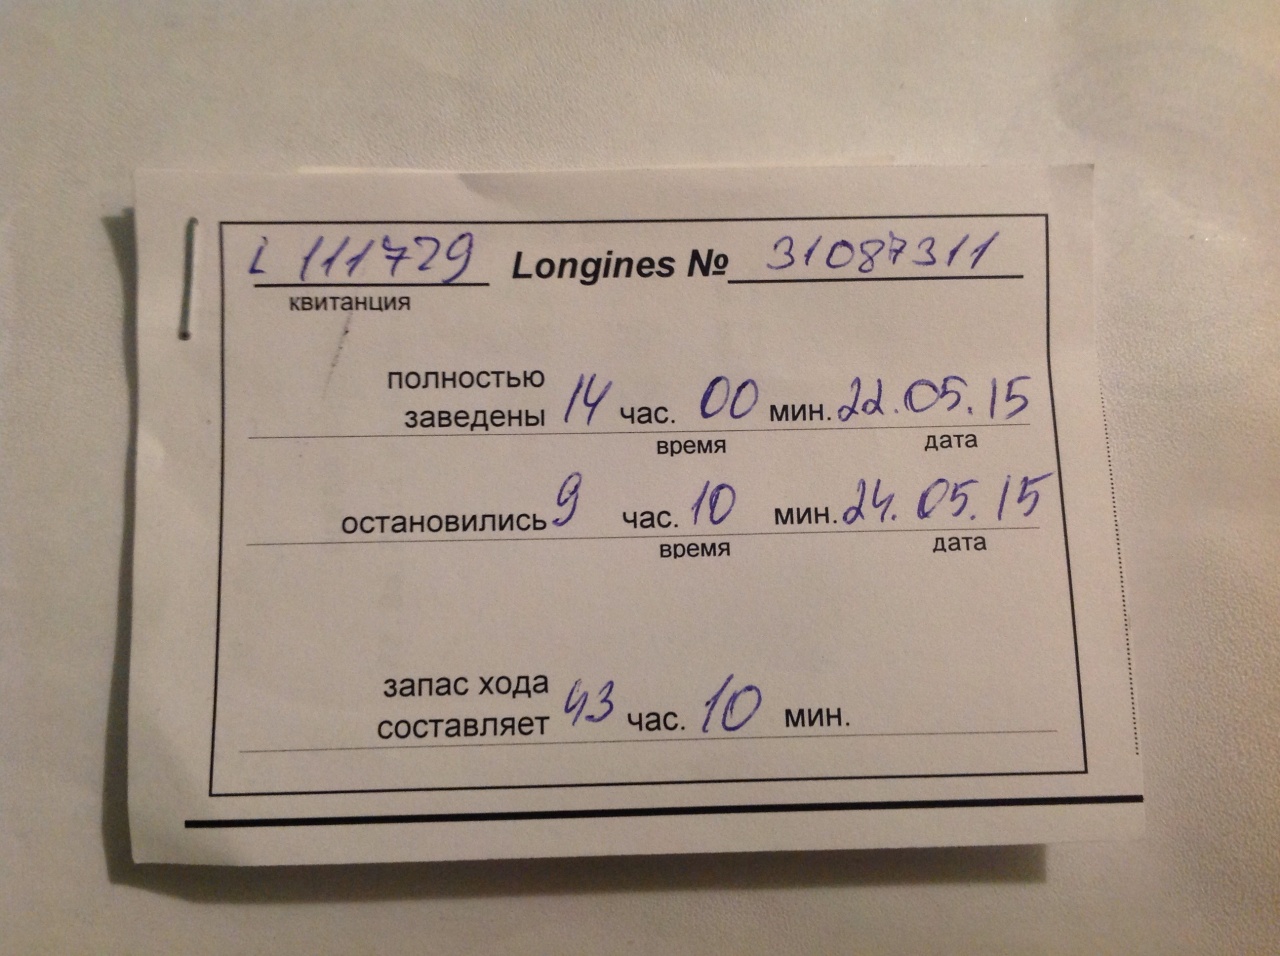 L 111729 Longines № 31087311
квитанция
полностью
заведены 14 час. 00 мин. 22.05.15
время дата
остановились 9 час. 10 мин. 24.05.15
время дата
запас хода
составляет 43 час. 10 мин.